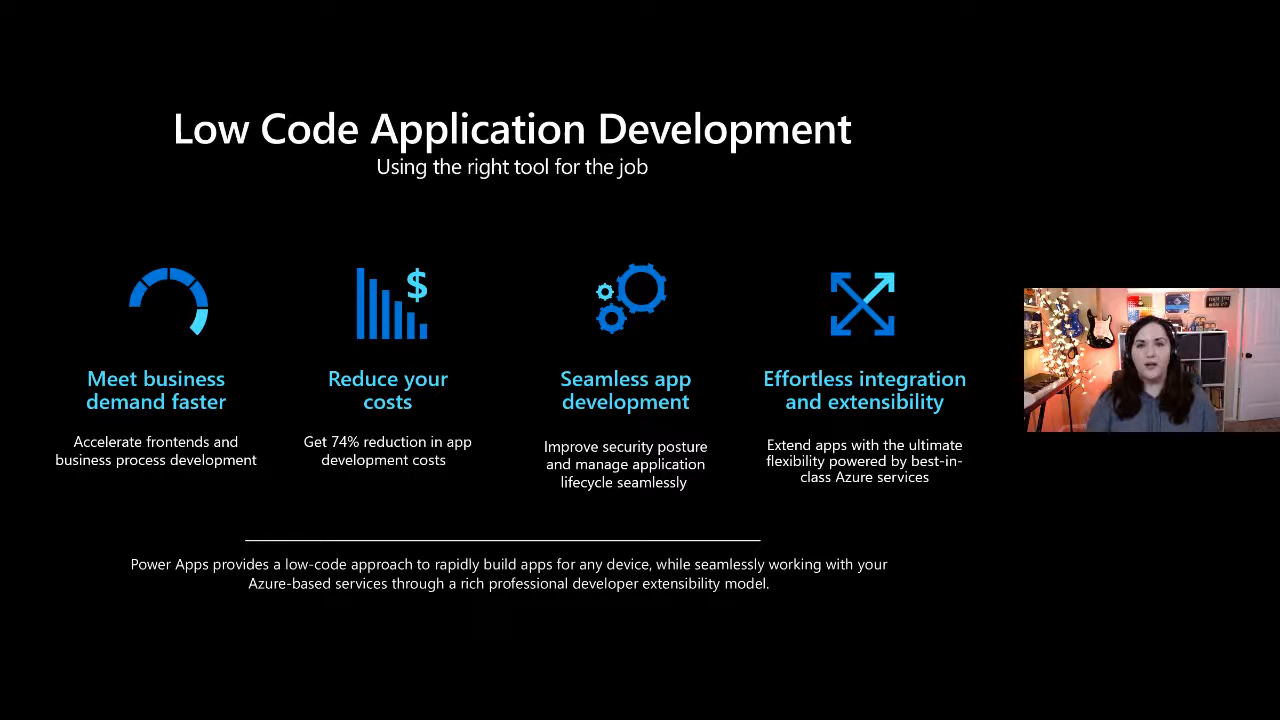 Low Code Application Development
Using the right tool for the job
$
Meet business
demand faster
Accelerate frontends and
business process development
Reduce your
costs
Get 74% reduction in app
development costs
Seamless app
development
Improve security posture
and manage application
lifecycle seamlessly
Effortless integration
and extensibility
Extend apps with the ultimate
flexibility powered by best-in-
class Azure services
Power Apps provides a low-code approach to rapidly build apps for any device, while seamlessly working with your
Azure-based services through a rich professional developer extensibility model.